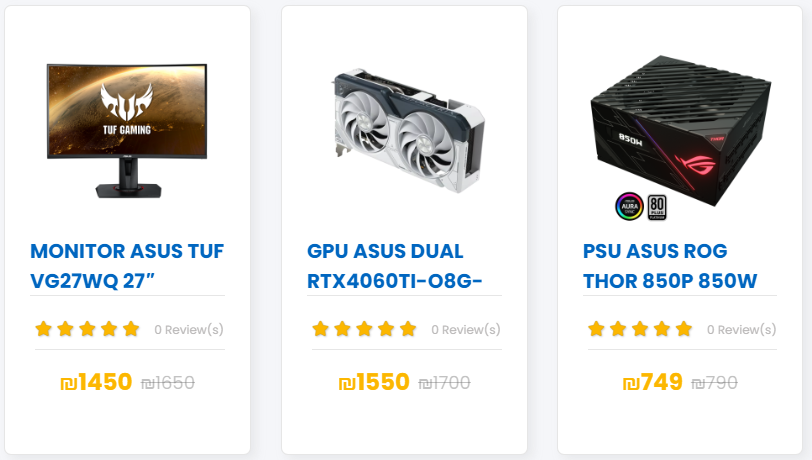 TUF GAMING
MONITOR ASUS TUF
VG27WQ 27”
0 Review(s)
₪1450 ₪1650
GPU ASUS DUAL
RTX4060TI-O8G-
0 Review(s)
₪1550 ₪1700
850W
AURA
80
PLUS
PSU ASUS ROG
THOR 850P 850W
0 Review(s)
₪749 ₪790